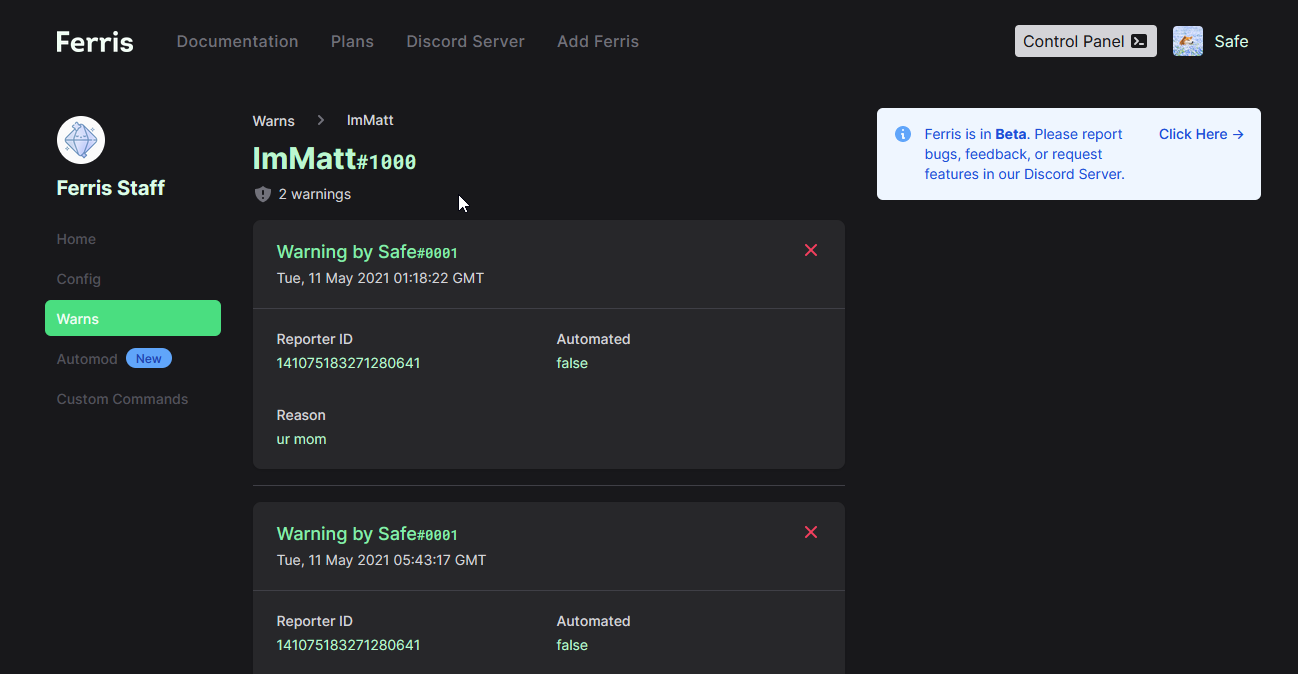 Ferris
Documentation
Plans
Discord Server
Add Ferris
Control Panel
Safe
Ferris Staff
Home
Config
Warns
Automod New
Custom Commands
Warns > ImMatt
ImMatt#1000
2 warnings
Warning by Safe#0001
Tue, 11 May 2021 01:18:22 GMT
Reporter ID
141075183271280641
Automated
false
Reason
ur mom
Warning by Safe#0001
Tue, 11 May 2021 05:43:17 GMT
Reporter ID
141075183271280641
Automated
false
Ferris is in Beta. Please report
bugs, feedback, or request
features in our Discord Server.
Click Here →